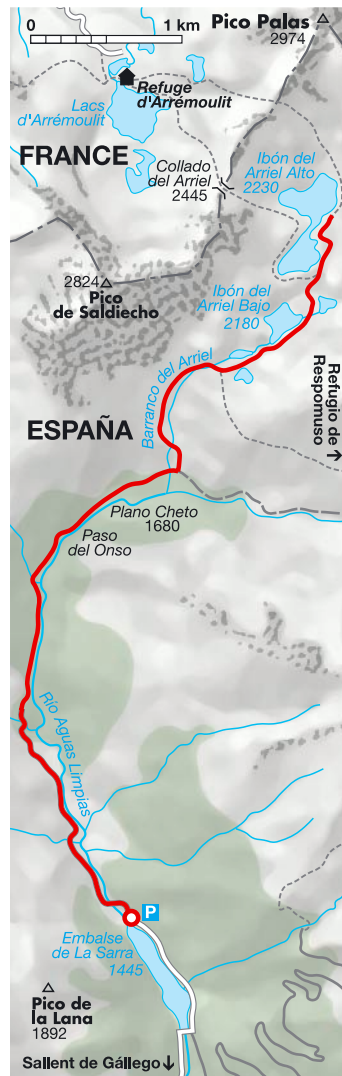 0 1 km
Pico Palas
2974
Refuge
d'Arrémoulit
Lacs
d'Arrémoulit
FRANCE
Collado
del Arriel
2445
Ibón del
Arriel Alto
2230
2824
Pico
de Saldiecho
Ibón del
Arriel Bajo
2180
Barranco del Arriel
Refugio de
Respomuso
ESPAÑA
Plano Cheto
1680
Paso
del Onso
Río Aguas Limpias
P
Embalse
de La Sarra
1445
Pico de
la Lana
1892
Sallent de Gállego